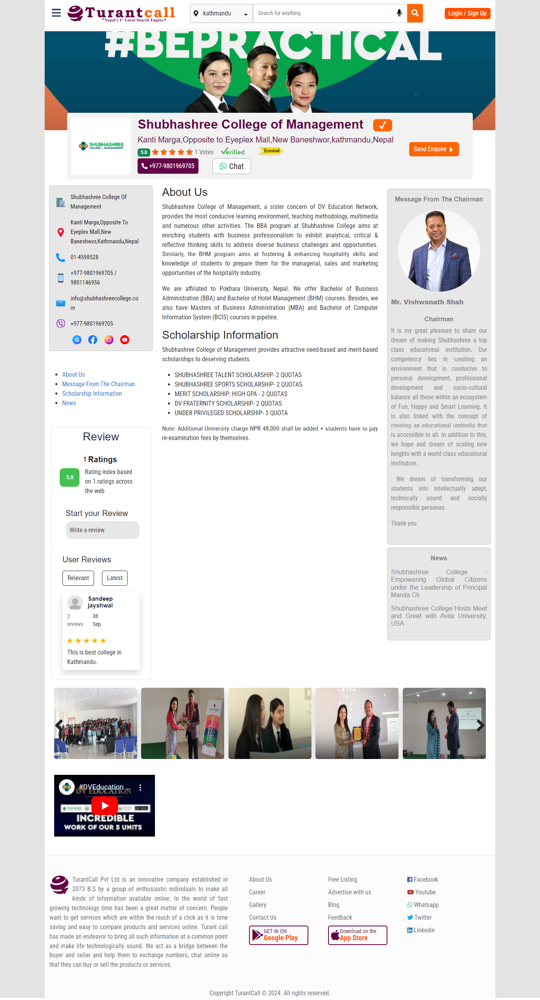 Turantcall
"Nepal's 1st Local Search Engine"
kathmandu
Search for anything
Login / Sign Up
#BEPRACTICAL
SHUBHASHREE
COLLEGE of MANAGEMENT
Shubhashree College of Management
Kanti Marga,Opposite to Eyeplex Mall,New Baneshwor,kathmandu,Nepal
5.0 1 Votes Verified Trusted
+977-9801969705 Chat
Send Enquire
Shubhashree College Of
Management
Kanti Marga,Opposite To
Eyeplex Mall,New
Baneshwor,Kathmandu,Nepal
01-4598528
+977-9801969705 /
9801146956
info@shubhashreecollege.co
m
+977-9801969705
About Us
Message From The Chairman
Scholarship Information
News
Review
1 Ratings
5.0
Rating index based
on 1 ratings across
the web
Start your Review
Write a review
User Reviews
Relevant Latest
Sandeep
jayshwal
2
reviews
08
Sep
This is best college in
Kathmandu.
About Us
Shubhashree College of Management, a sister concern of DV Education Network,
provides the most conducive learning environment, teaching methodology, multimedia
and numerous other activities. The BBA program at Shubhashree College aims at
enriching students with business professionalism to exhibit analytical, critical &
reflective thinking skills to address diverse business challenges and opportunities.
Similarly, the BHM program aims at fostering & enhancing hospitality skills and
knowledge of students to prepare them for the managerial, sales and marketing
opportunities of the hospitality industry.
We are affiliated to Pokhara University, Nepal. We offer Bachelor of Business
Administration (BBA) and Bachelor of Hotel Management (BHM) courses. Besides, we
also have Masters of Business Administration (MBA) and Bachelor of Computer
Information System (BCIS) courses in pipeline.
Scholarship Information
Shubhashree College of Management provides attractive need-based and merit-based
scholarships to deserving students.
SHUBHASHREE TALENT SCHOLARSHIP- 2 QUOTAS
SHUBHASHREE SPORTS SCHOLARSHIP- 2 QUOTAS
MERIT SCHOLARSHIP: HIGH GPA - 2 QUOTAS
DV FRATERNITY SCHOLARSHIP- 2 QUOTAS
UNDER PRIVILEGED SCHOLARSHIP- 3 QUOTA
Note: Additional University charge NPR 48,000 shall be added + students have to pay
re-examination fees by themselves.
Message From The Chairman
Mr. Vishwanath Shah
Chairman
It is my great pleasure to share our
dream of making Shubhashree a top
class educational institution. Our
competency lies in creating an
environment that is conducive to
personal development, professional
development and socio-cultural
balance all these within an ecosystem
of Fun, Happy and Smart Learning. It
is also linked with the concept of
creating an educational umbrella that
is accessible to all. In addition to this,
we hope and dream of scaling new
heights with a world class educational
institution.
We dream of transforming our
students into intellectually adept,
technically sound and socially
responsible personas.
Thank you
News
Shubhashree College -
Empowering Global Citizens
under the Leadership of Principal
Manita Oli
Shubhashree College Hosts Meet
and Greet with Avila University,
USA
POWER
INDUCTION
SESSION
#DVEducation ...
DV EDUCATION
INCREDIBLE
WORK OF OUR 5 UNITS
TurantCall Pvt Ltd is an innovative company established in
2073 B.S by a group of enthusiastic individuals to make all
kinds of information available online. In the world of fast
growing technology time has been a great matter of concern. People
want to get services which are within the reach of a click as it is time
saving and easy to compare products and services online. Turant call
has made an endeavor to bring all such information at a common point
and make life technologically sound. We act as a bridge between the
buyer and seller and help them to exchange numbers, chat online so
that they can buy or sell the products or services.
About Us
Career
Gallery
Contact Us
GET IN ON
Google Play
Free Listing
Advertise with us
Blog
Feedback
Download on the
App Store
Facebook
Youtube
Whatsapp
Twitter
Linkedin
Copyright TurantCall © 2024. All rights reserved.